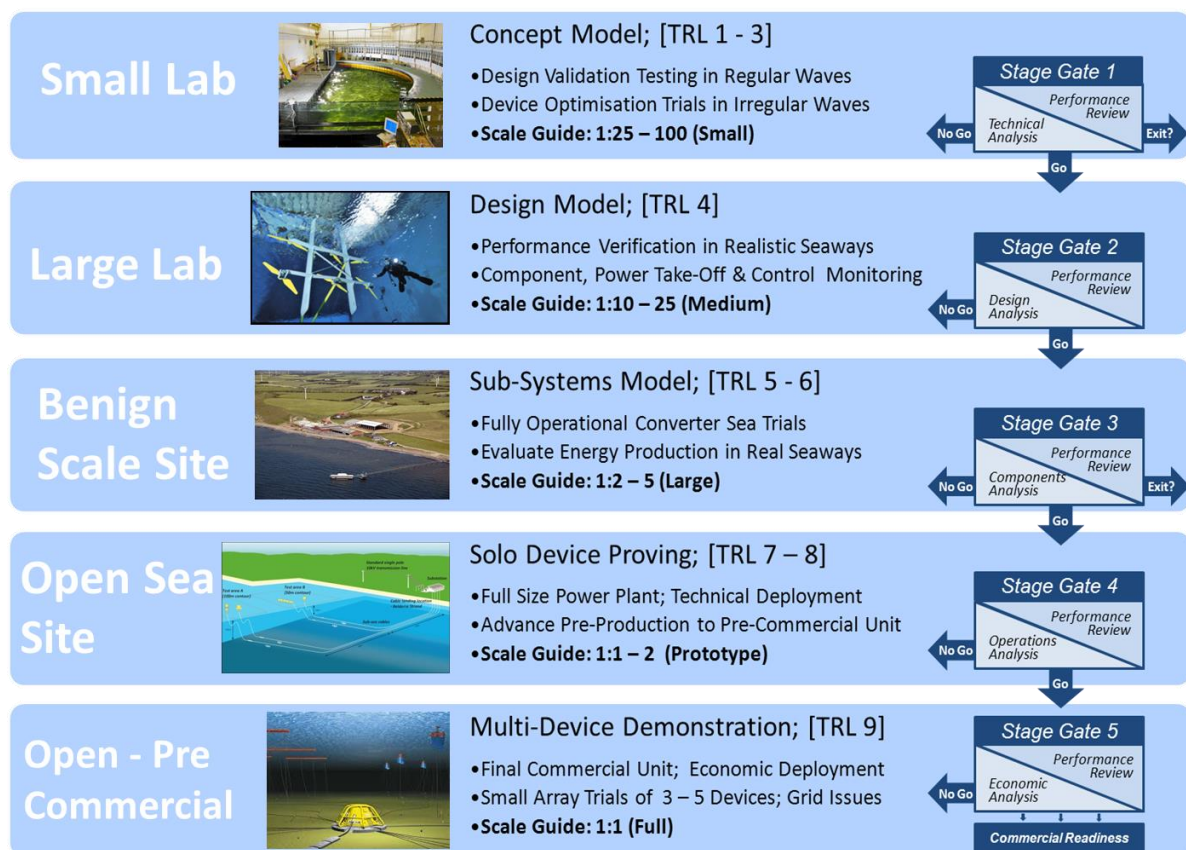 Small Lab
Concept Model; [TRL 1 - 3]
•Design Validation Testing in Regular Waves
•Device Optimisation Trials in Irregular Waves
•Scale Guide: 1:25 – 100 (Small)
Stage Gate 1
Performance
Review
Technical
Analysis
No Go
Exit?
Go
Large Lab
Design Model; [TRL 4]
•Performance Verification in Realistic Seaways
•Component, Power Take-Off & Control Monitoring
•Scale Guide: 1:10 – 25 (Medium)
Stage Gate 2
Performance
Review
Design
Analysis
No Go
Go
Benign
Scale Site
Sub-Systems Model; [TRL 5 - 6]
•Fully Operational Converter Sea Trials
•Evaluate Energy Production in Real Seaways
•Scale Guide: 1:2 – 5 (Large)
Stage Gate 3
Performance
Review
Components
Analysis
No Go
Exit?
Go
Open Sea
Site
Solo Device Proving; [TRL 7 – 8]
•Full Size Power Plant; Technical Deployment
•Advance Pre-Production to Pre-Commercial Unit
•Scale Guide: 1:1 – 2 (Prototype)
Stage Gate 4
Performance
Review
Operations
Analysis
No Go
Go
Open - Pre
Commercial
Multi-Device Demonstration; [TRL 9]
•Final Commercial Unit; Economic Deployment
•Small Array Trials of 3 – 5 Devices; Grid Issues
•Scale Guide: 1:1 (Full)
Stage Gate 5
Performance
Review
Economic
Analysis
No Go
Commercial Readiness